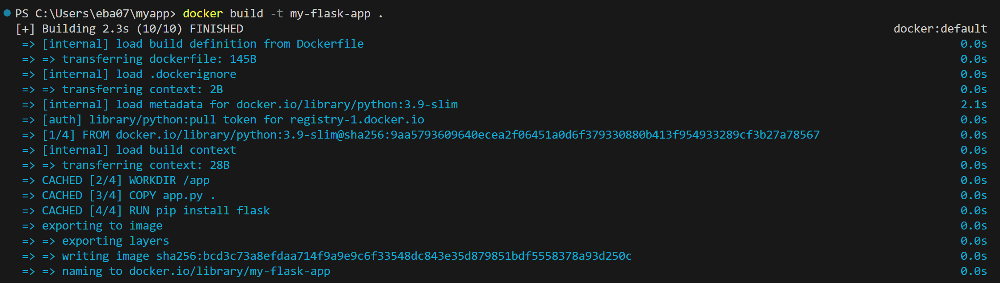 PS C:\Users\eba07\myapp> docker build -t my-flask-app .
[+] Building 2.3s (10/10) FINISHED docker:default
=> [internal] load build definition from Dockerfile 0.0s
=> => transferring dockerfile: 145B 0.0s
=> [internal] load .dockerignore 0.0s
=> => transferring context: 2B 0.0s
=> [internal] load metadata for docker.io/library/python:3.9-slim 2.1s
=> [auth] library/python:pull token for registry-1.docker.io 0.0s
=> [1/4] FROM docker.io/library/python:3.9-slim@sha256:9aa5793609640ecea2f06451a0d6f379330880b413f954933289cf3b27a78567 0.0s
=> [internal] load build context 0.0s
=> => transferring context: 28B 0.0s
=> CACHED [2/4] WORKDIR /app 0.0s
=> CACHED [3/4] COPY app.py . 0.0s
=> CACHED [4/4] RUN pip install flask 0.0s
=> exporting to image 0.0s
=> => exporting layers 0.0s
=> => writing image sha256:bcd3c73a8efdaa714f9a9e9c6f33548dc843e35d879851bdf5558378a93d250c 0.0s
=> => naming to docker.io/library/my-flask-app 0.0s